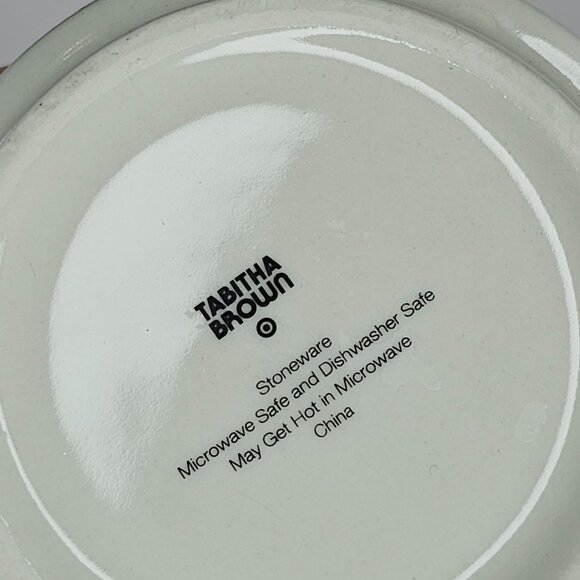 TABITHA
BROWN
Stoneware
Microwave Safe and Dishwasher Safe
May Get Hot in Microwave
China